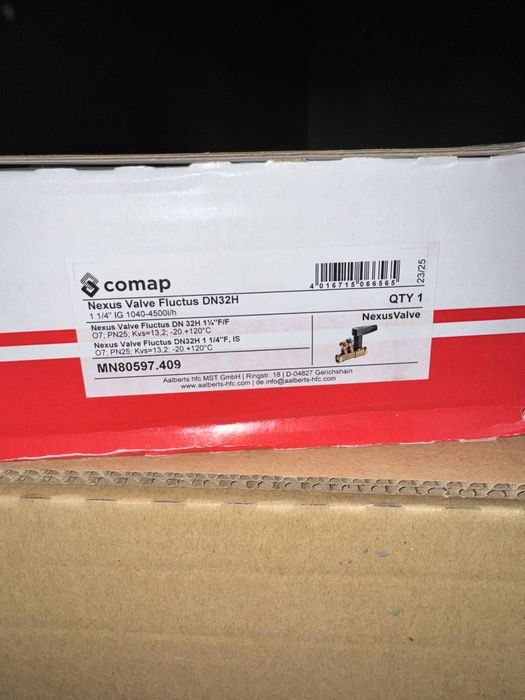 comap
4 016715 066565
23/25
Nexus Valve Fluctus DN32H
1 1/4" IG 1040-4500l/h
QTY 1
Nexus Valve Fluctus DN 32H 1¼"F/F
O7; PN25; Kvs=13,2; -20.+120°C
NexusValve
Nexus Valve Fluctus DN32H 1 1/4"F, IS
O7; PN25; Kvs=13,2; -20.+120°C
MN80597.409
Aalberts hfc MST GmbH | Ringstr. 18 | D-04827 Gerichshain
www.aalberts-hfc.com | de.info@aalberts-hfc.com